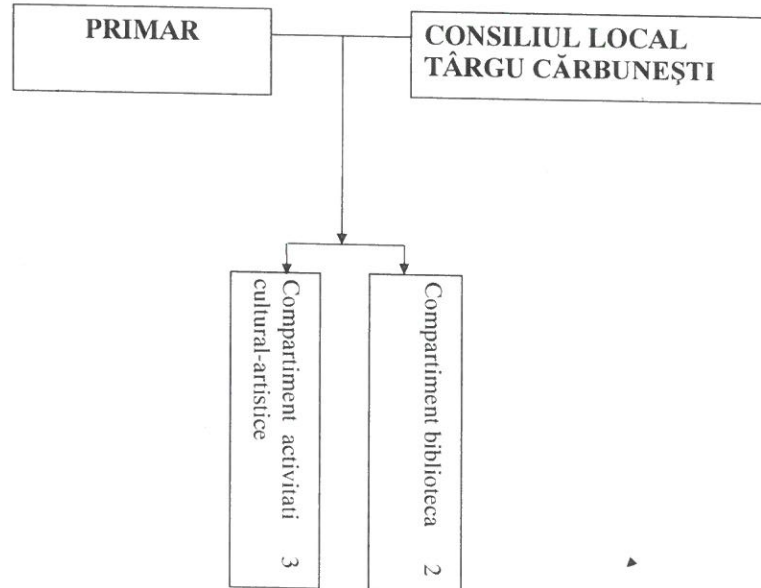 PRIMAR
CONSILIUL LOCAL
TÂRGU CĂRBUNEȘTI
Compartiment activitati 3
cultural-artistice
Compartiment biblioteca 2